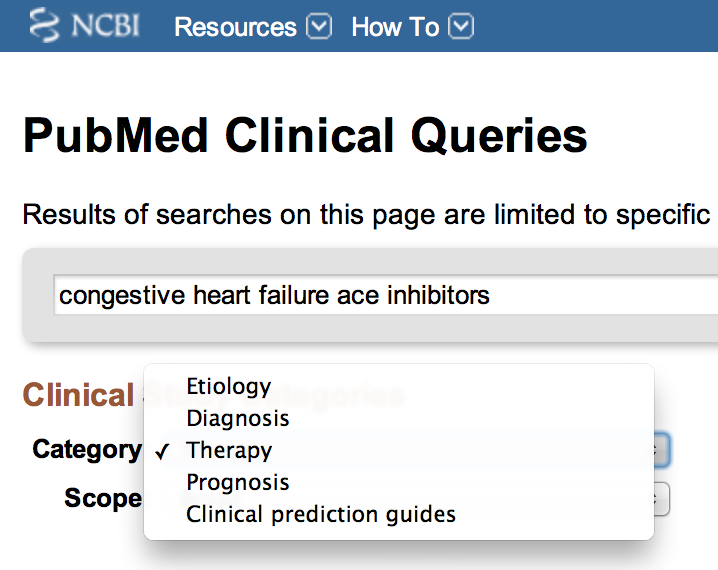 NCBI Resources How To
PubMed Clinical Queries
Results of searches on this page are limited to specific
congestive heart failure ace inhibitors
Clinical
Etiology
Diagnosis
Category ✓ Therapy
Prognosis
Scope
Clinical prediction guides